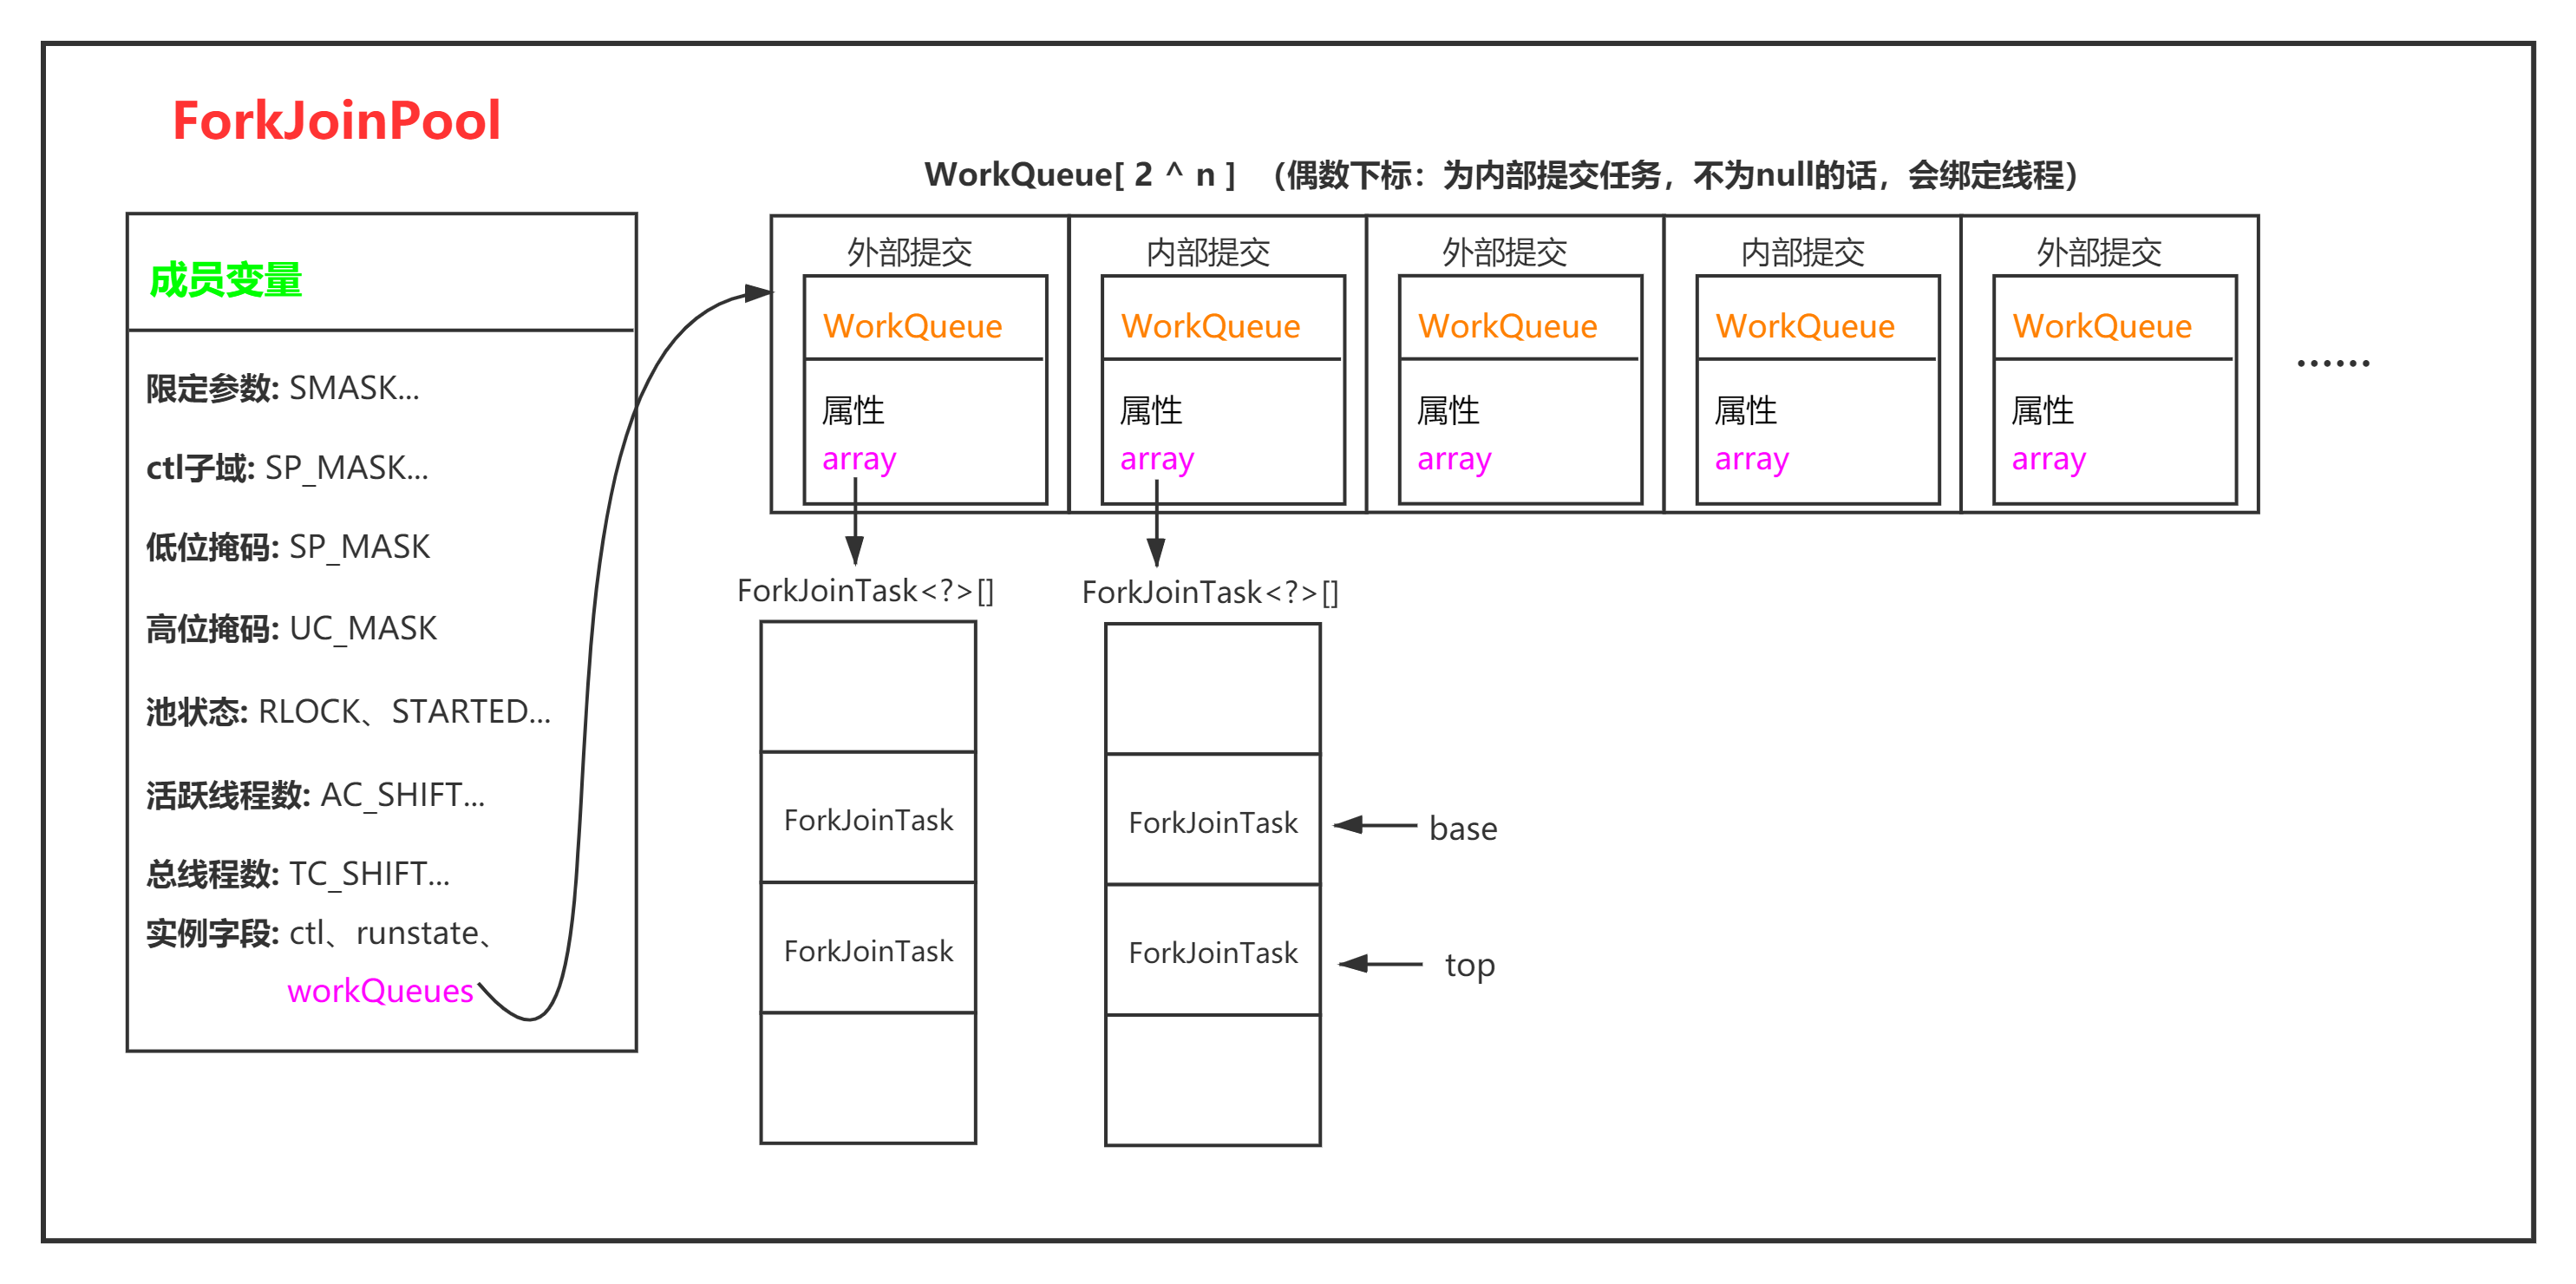 ForkJoinPool
成员变量
限定参数: SMASK...
ctl子域: SP_MASK...
低位掩码: SP_MASK
高位掩码: UC_MASK
池状态: RLOCK、STARTED...
活跃线程数: AC_SHIFT...
总线程数: TC_SHIFT...
实例字段: ctl、runstate、
workQueues
WorkQueue[ 2 ^ n ] （偶数下标：为内部提交任务，不为null的话，会绑定线程）
外部提交
WorkQueue
属性
array
内部提交
WorkQueue
属性
array
外部提交
WorkQueue
属性
array
内部提交
WorkQueue
属性
array
外部提交
WorkQueue
属性
array
······
ForkJoinTask<?>[]
ForkJoinTask
ForkJoinTask
ForkJoinTask<?>[]
ForkJoinTask
base
ForkJoinTask
top